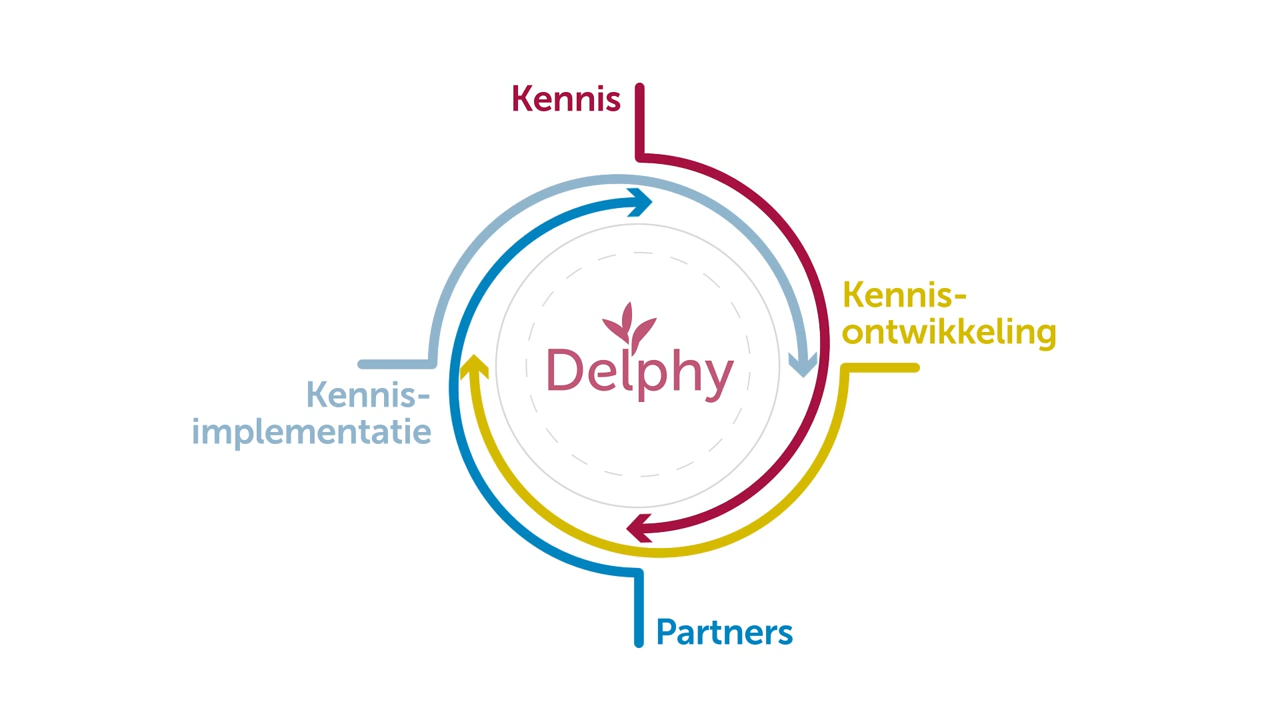 Kennis
Kennis-
ontwikkeling
Delphy
Kennis-
implementatie
Partners